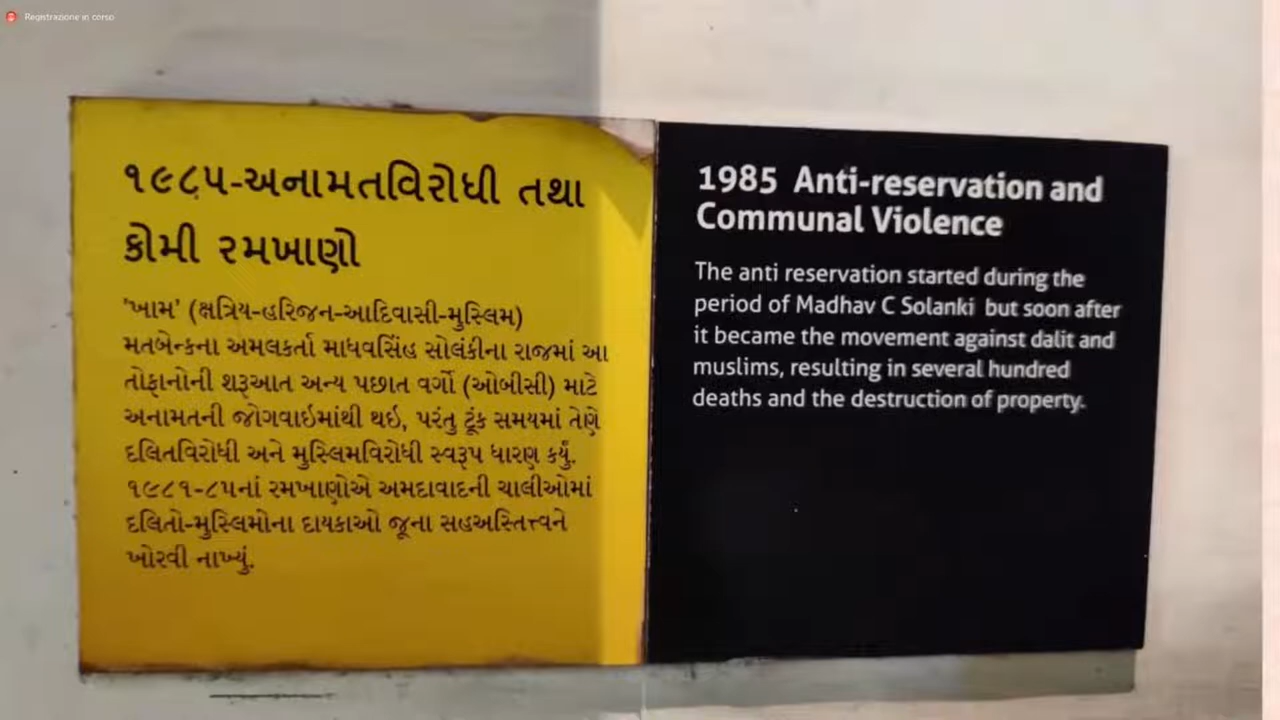 Registrazione in corso
૧૯૮૫-અનામતવિરોધી તથા
કોમી રમખાણો
'ખામ' (ક્ષત્રિય-હરિજન-આદિવાસી-મુસ્લિમ)
મતબેન્કના અમલકર્તા માધવસિંહ સોલંકીના રાજમાં આ
તોફાનોની શરૂઆત અન્ય પછાત વર્ગો (ઓબીસી) માટે
અનામતની જોગવાઇમાંથી થઇ, પરંતુ ટૂંક સમયમાં તેણે
દલિતવિરોધી અને મુસ્લિમવિરોધી સ્વરૂપ ધારણ કર્યું.
૧૯૮૧-૮૫નાં રમખાણોએ અમદાવાદની ચાલીઓમાં
દલિતો-મુસ્લિમોના દાયકાઓ જૂના સહઅસ્તિત્ત્વને
ખોરવી નાખ્યું.
1985 Anti-reservation and
Communal Violence
The anti reservation started during the
period of Madhav C Solanki but soon after
it became the movement against dalit and
muslims, resulting in several hundred
deaths and the destruction of property.